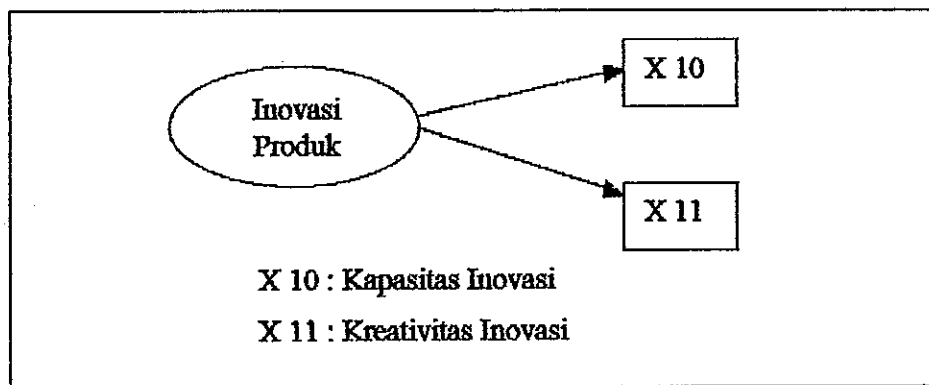 X 10
Inovasi
Produk
X 11
X 10 : Kapasitas Inovasi
X 11 : Kreativitas Inovasi